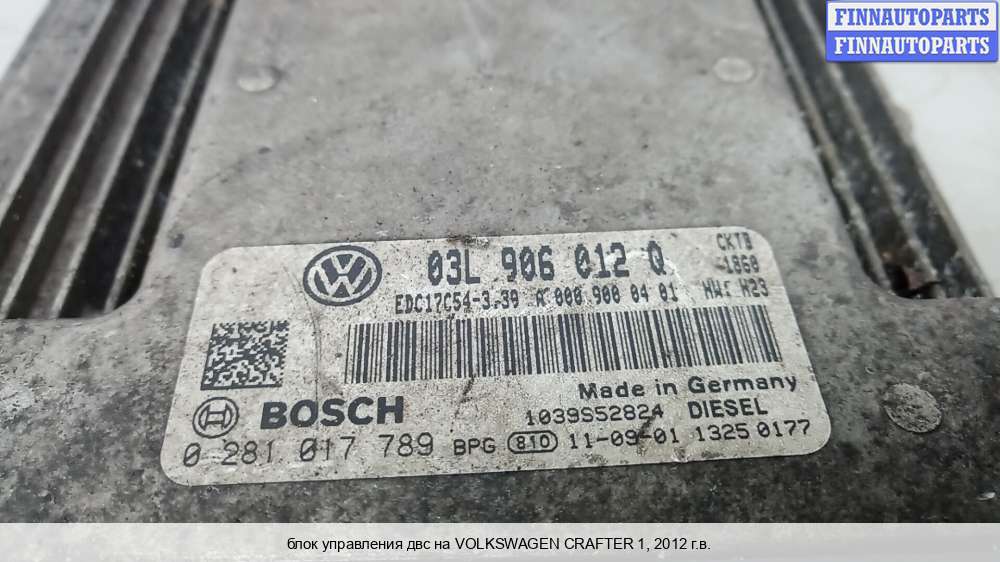 FINNAUTOPARTS
FINNAUTOPARTS
03L 906 012 Q
CKTB
1860
EDC17C54-3.39 A 000 900 04 01
H23
Made in Germany
BOSCH
1039S52824 DIESEL
0 281 017 789 BPG 810 11-09-01 1325 0177
блок управления двс на VOLKSWAGEN CRAFTER 1, 2012 г.в.